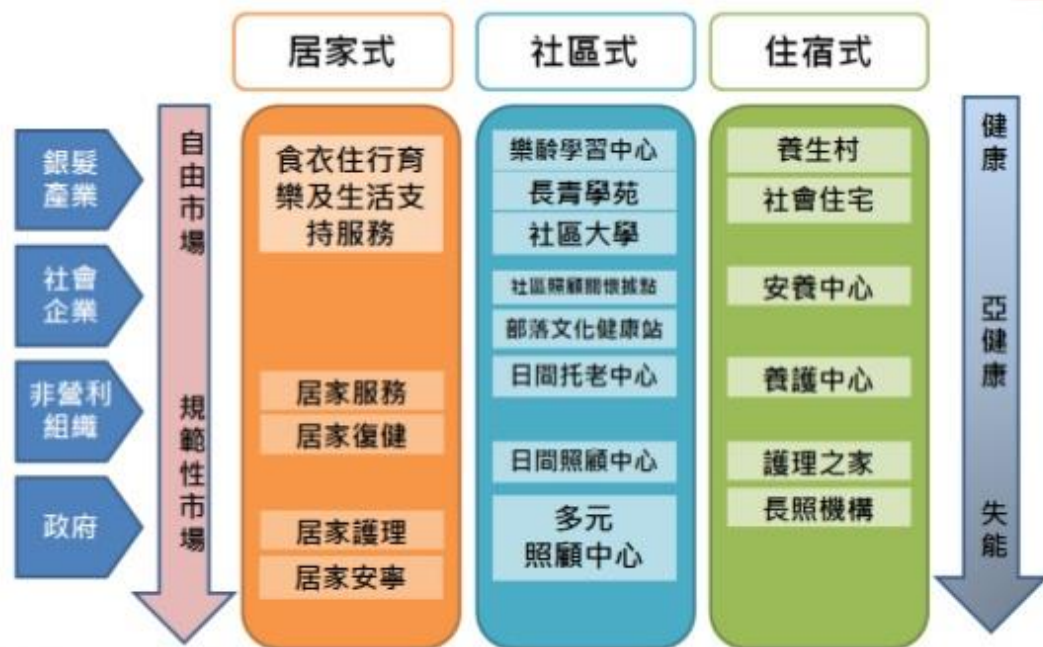 居家式
社區式
住宿式
銀髮
產業
社會
企業
非營利
組織
政府
自由市場
規範性市場
食衣住行育
樂及生活支
持服務
居家服務
居家復健
居家護理
居家安寧
樂齡學習中心
長青學苑
社區大學
社區照顧關懷據點
部落文化健康站
日間托老中心
日間照顧中心
多元
照顧中心
養生村
社會住宅
安養中心
養護中心
護理之家
長照機構
健康
亞健康
失能